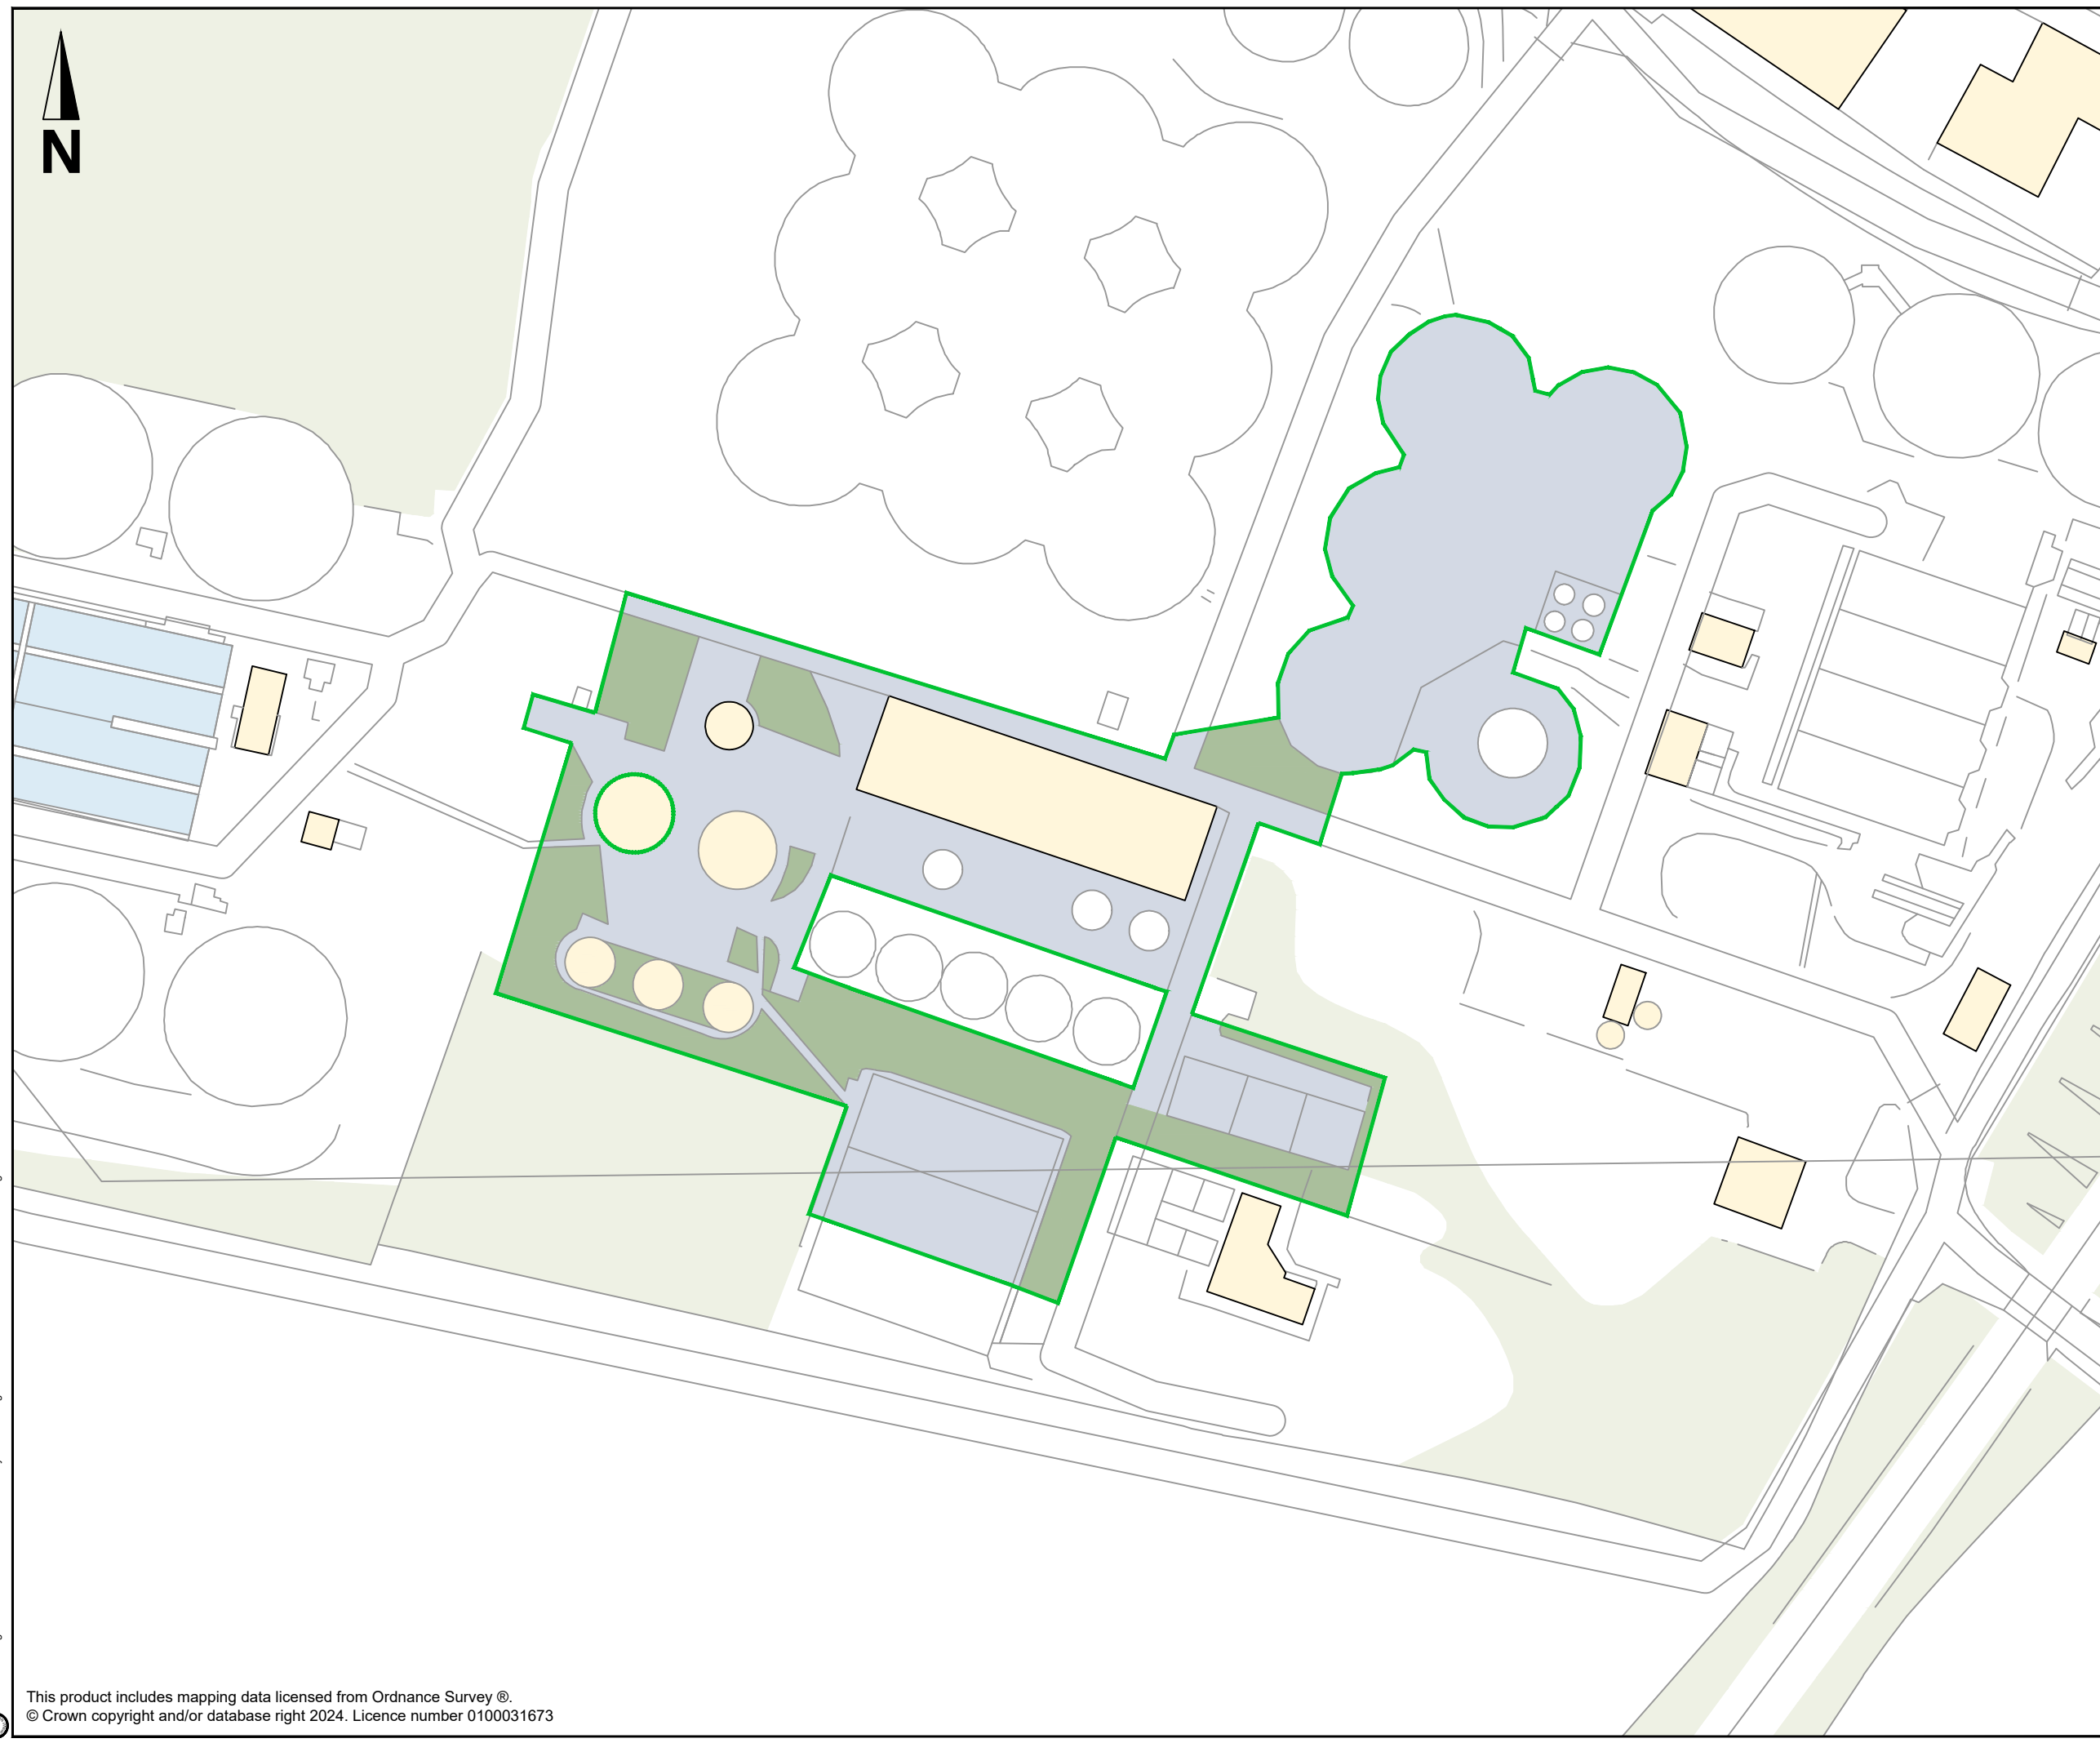 N
This product includes mapping data licensed from Ordnance Survey ®.
© Crown copyright and/or database right 2024. Licence number 0100031673